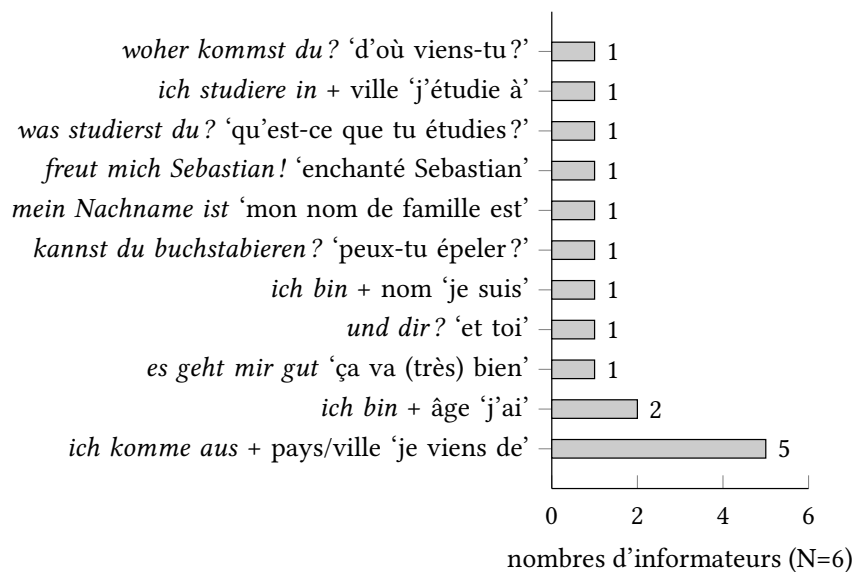 woher kommst du ? ‘d’où viens-tu ?’ 1
ich studiere in + ville ‘j’étudie à’ 1
was studierst du ? ‘qu’est-ce que tu étudies ?’ 1
freut mich Sebastian ! ‘enchanté Sebastian’ 1
mein Nachname ist ‘mon nom de famille est’ 1
kannst du buchstabieren ? ‘peux-tu épeler ?’ 1
ich bin + nom ‘je suis’ 1
und dir ? ‘et toi’ 1
es geht mir gut ‘ça va (très) bien’ 1
ich bin + âge ‘j’ai’ 2
ich komme aus + pays/ville ‘je viens de’ 5
0 2 4 6
nombres d’informateurs (N=6)